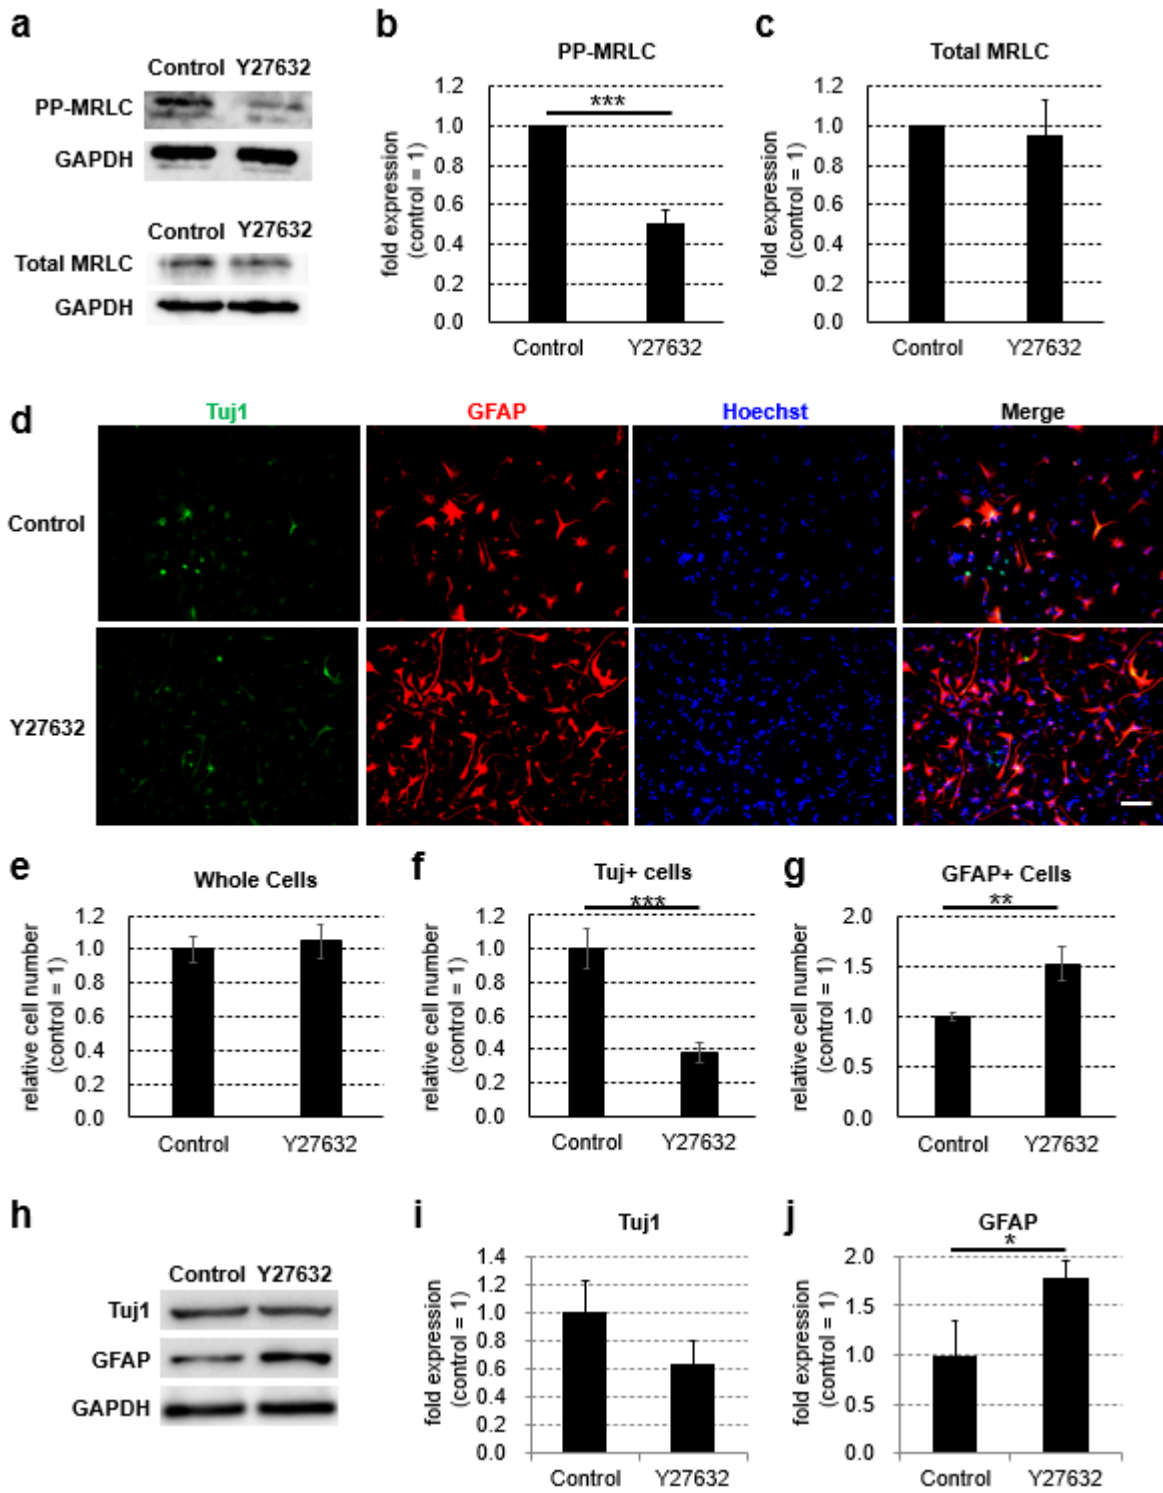 a
Control Y27632
PP-MRLC
GAPDH
Control Y27632
Total MRLC
GAPDH
b
PP-MRLC
***
fold expression
(control = 1)
1.2
1.0
0.8
0.6
0.4
0.2
0.0
Control Y27632
c
Total MRLC
fold expression
(control = 1)
1.2
1.0
0.8
0.6
0.4
0.2
0.0
Control Y27632
d
Tuj1 GFAP Hoechst Merge
Control
Y27632
e
Whole Cells
relative cell number
(control = 1)
1.2
1.0
0.8
0.6
0.4
0.2
0.0
Control Y27632
f
Tuj+ cells
***
relative cell number
(control = 1)
1.2
1.0
0.8
0.6
0.4
0.2
0.0
Control Y27632
g
GFAP+ Cells
**
relative cell number
(control = 1)
2.0
1.5
1.0
0.5
0.0
Control Y27632
h
Control Y27632
Tuj1
GFAP
GAPDH
i
Tuj1
fold expression
(control = 1)
1.4
1.2
1.0
0.8
0.6
0.4
0.2
0.0
Control Y27632
j
GFAP
*
fold expression
(control = 1)
2.0
1.5
1.0
0.5
0.0
Control Y27632